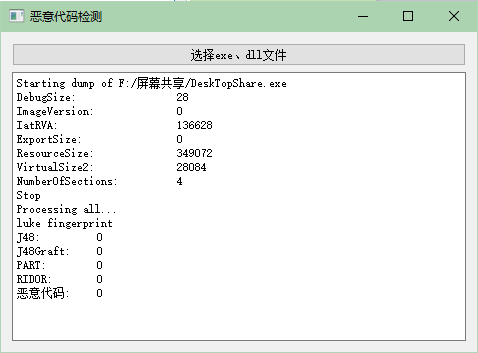 恶意代码检测
选择exe、dll文件
Starting dump of F:/屏幕共享/DeskTopShare.exe
DebugSize: 28
ImageVersion: 0
IatRVA: 136628
ExportSize: 0
ResourceSize: 349072
VirtualSize2: 28084
NumberOfSections: 4
Stop
Processing all...
luke fingerprint
J48: 0
J48Graft: 0
PART: 0
RIDOR: 0
恶意代码: 0